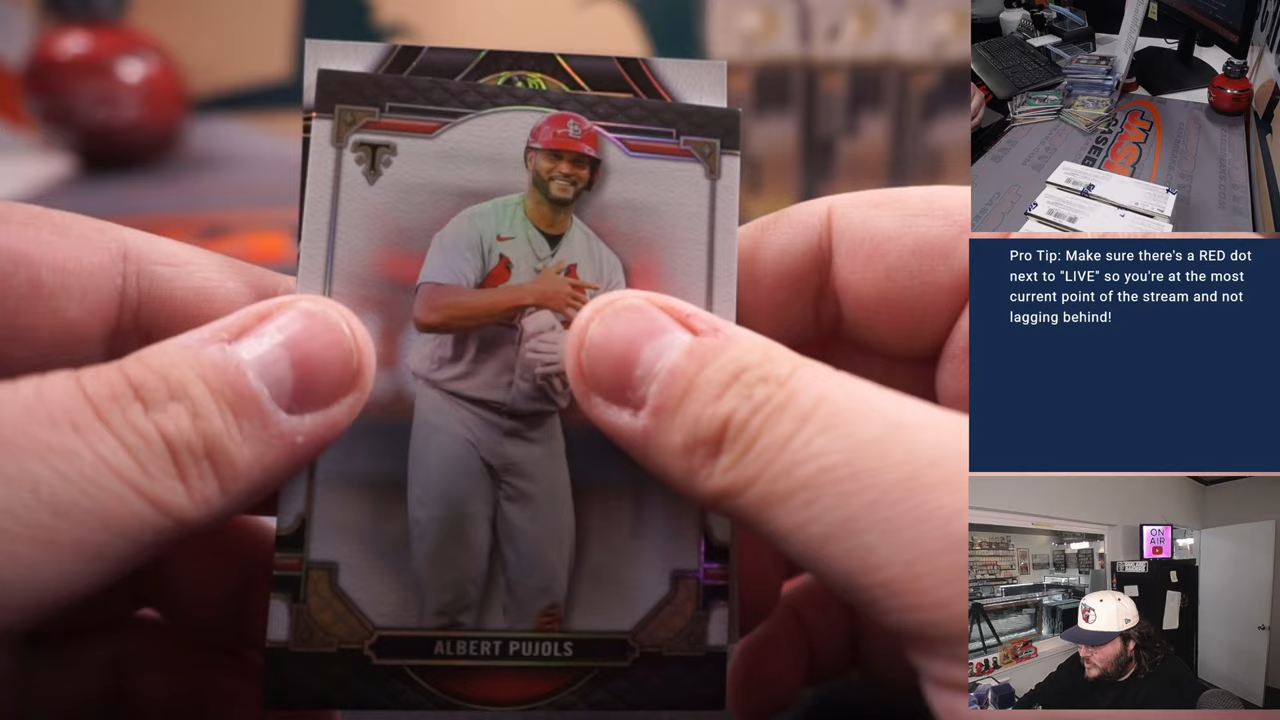 ALBERT PUJOLS
Pro Tip: Make sure there's a RED dot
next to "LIVE" so you're at the most
current point of the stream and not
lagging behind!
ON
AIR